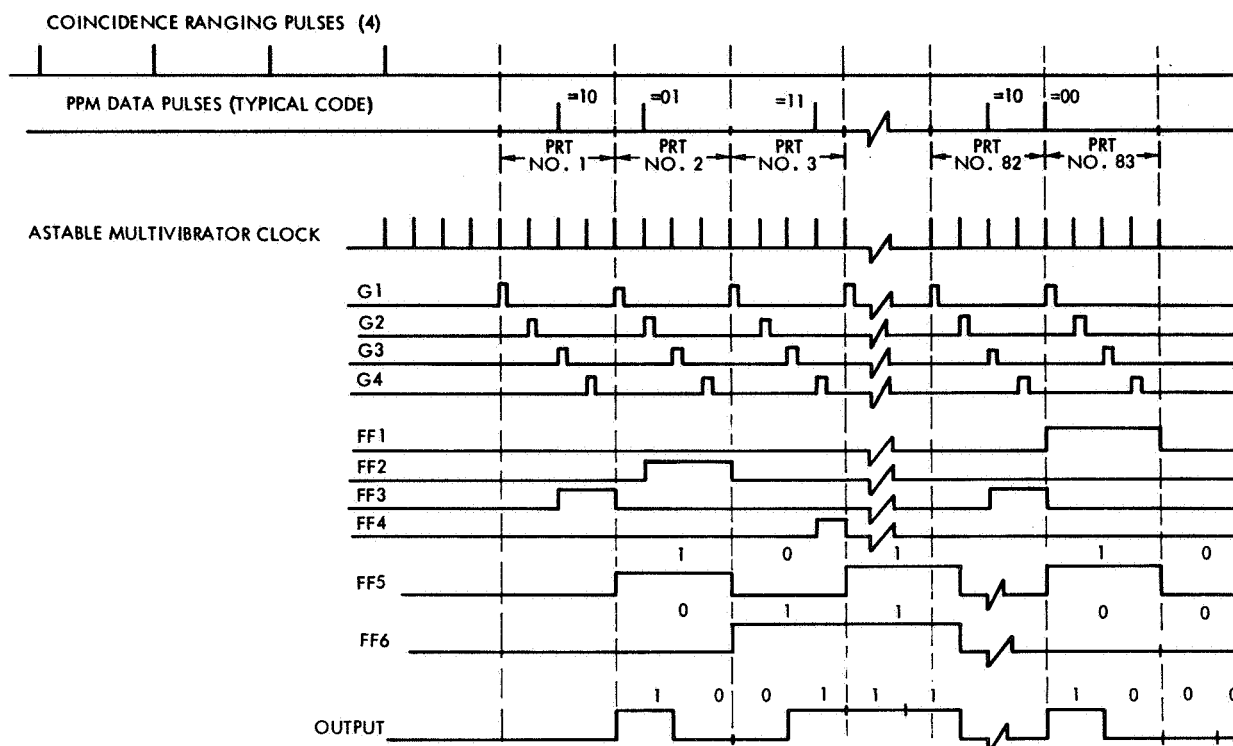 COINCIDENCE RANGING PULSES (4)
PPM DATA PULSES (TYPICAL CODE)
=10 =01 =11 =10 =00
PRT NO. 1
PRT NO. 2
PRT NO. 3
PRT NO. 82
PRT NO. 83
ASTABLE MULTIVIBRATOR CLOCK
G1
G2
G3
G4
FF1
FF2
FF3
FF4
1 0 1 1 0
FF5
0 1 1 0 0
FF6
1 0 0 1 1 1 1 0 0 0
OUTPUT